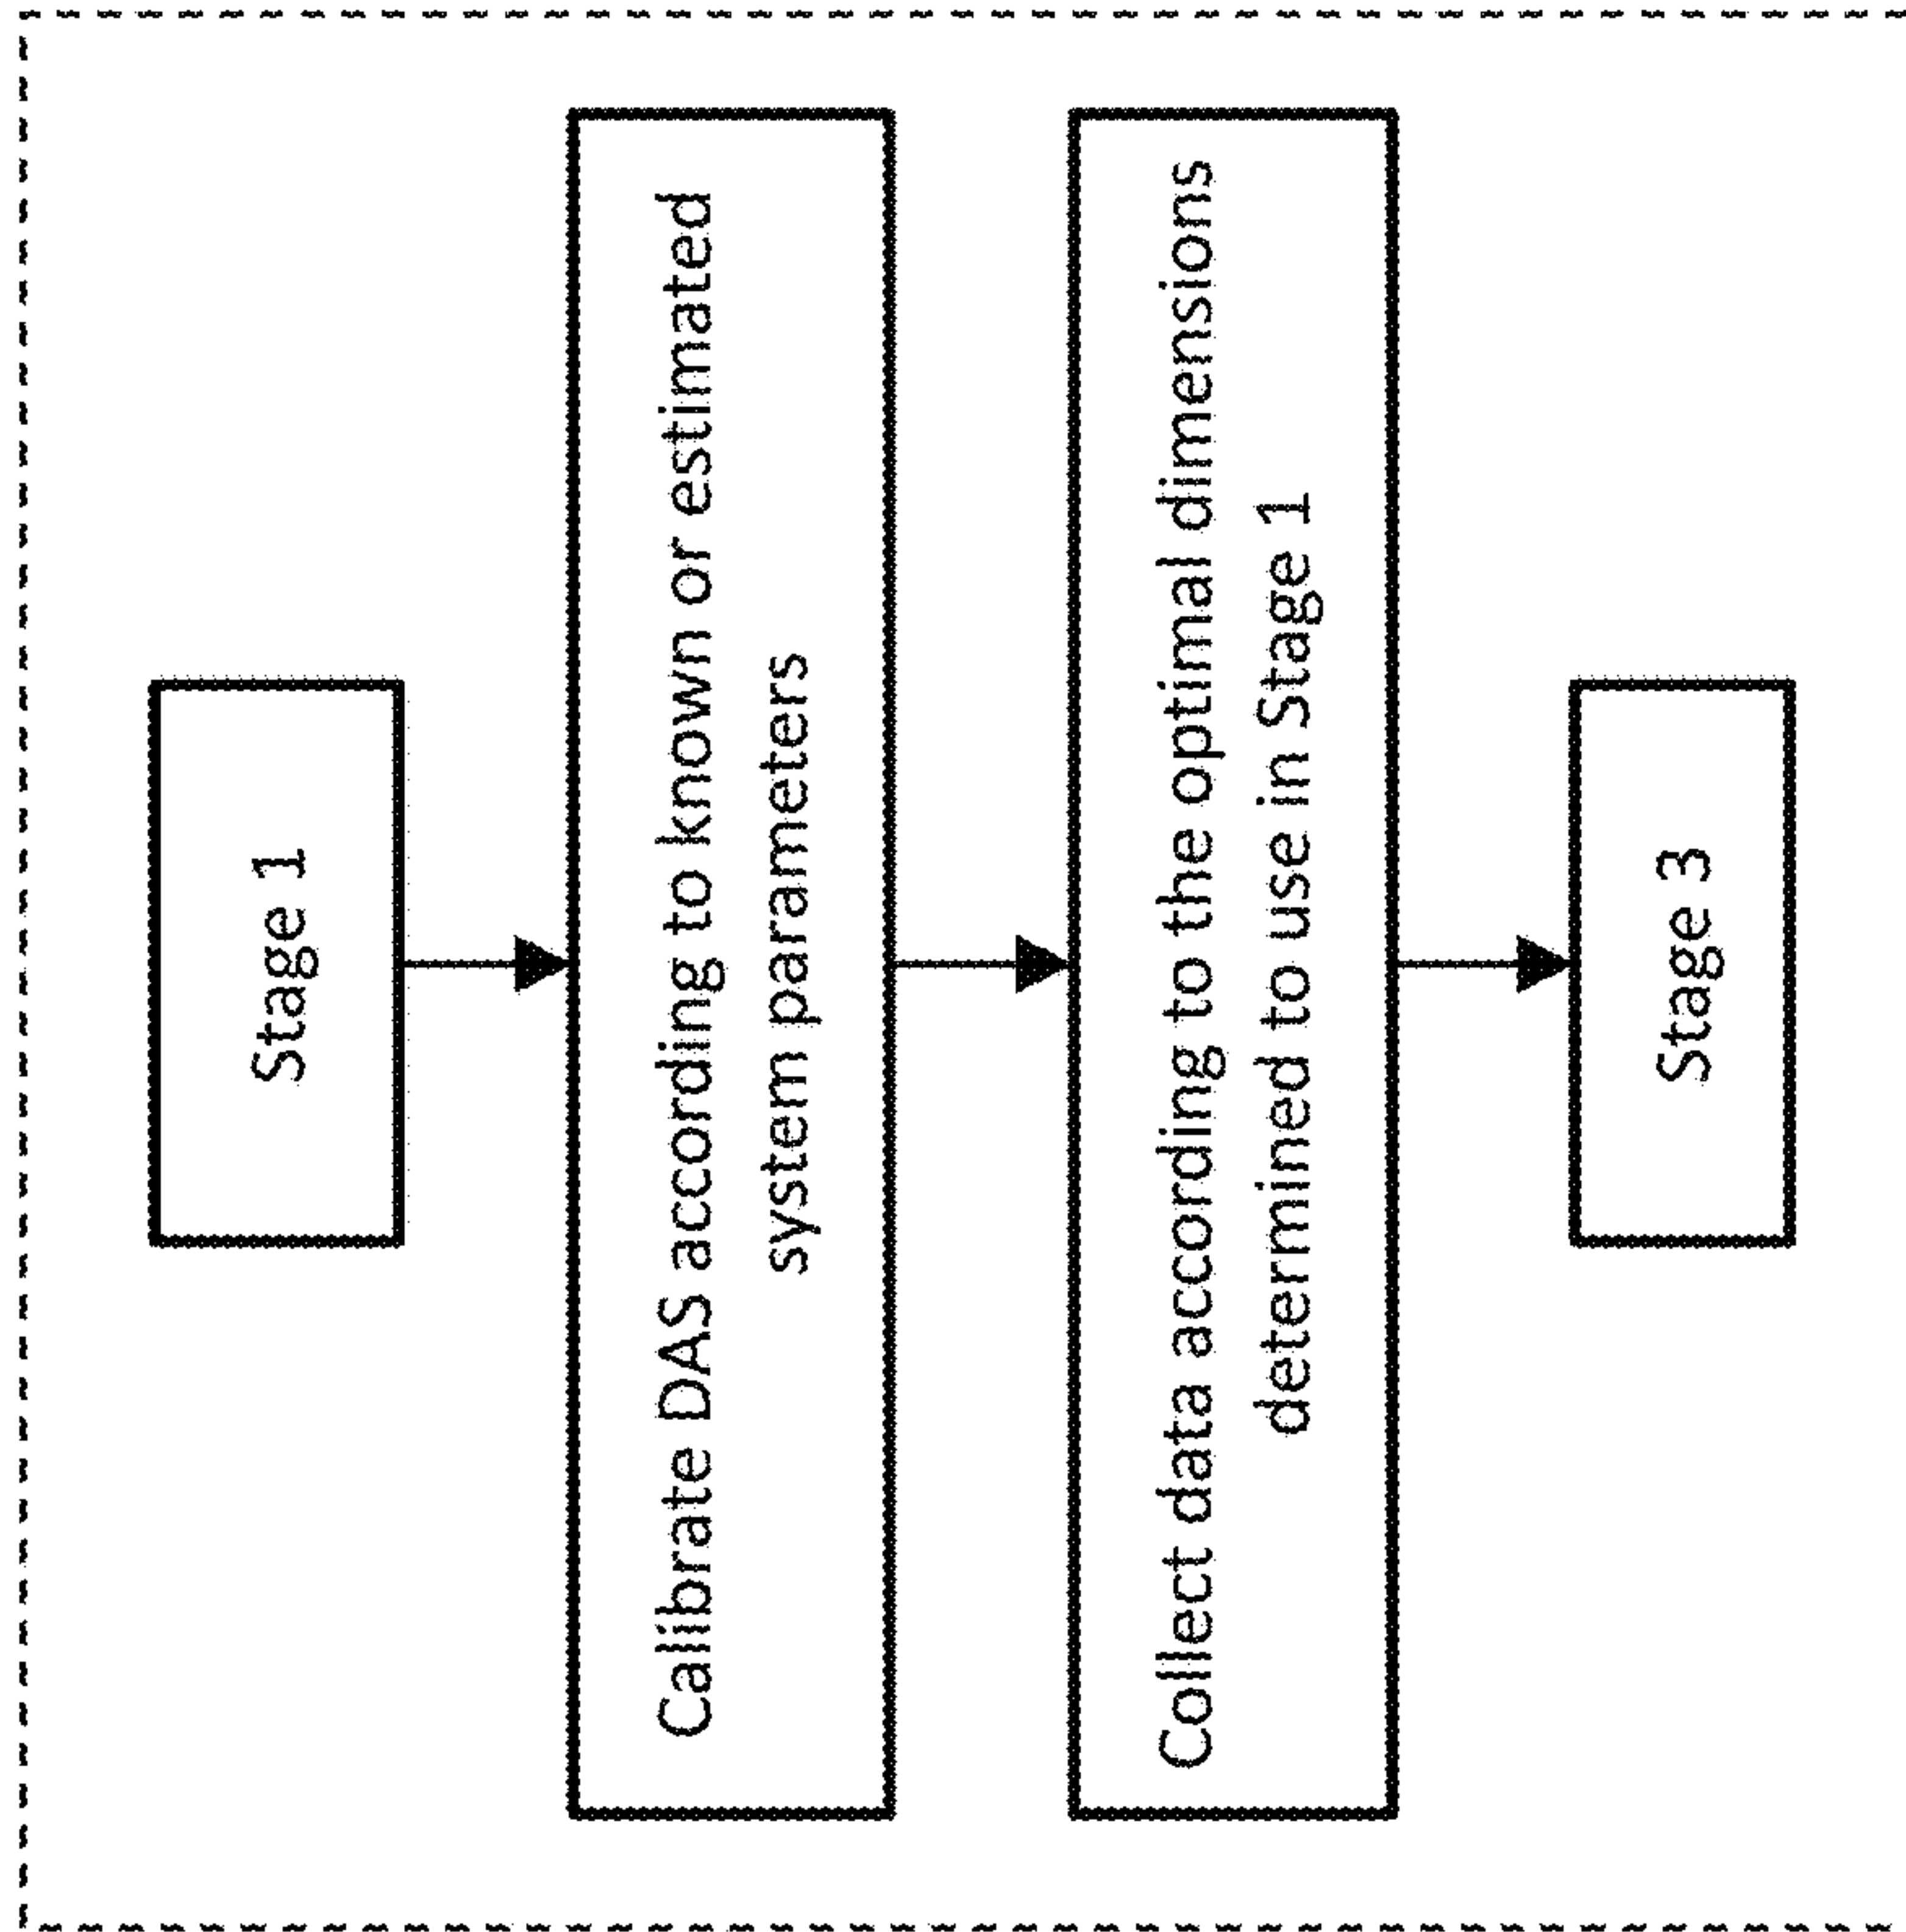 Stage 1
Calibrate DAS according to known or estimated
system parameters
Collect data according to the optimal dimensions
determined to use in Stage 1
Stage 3